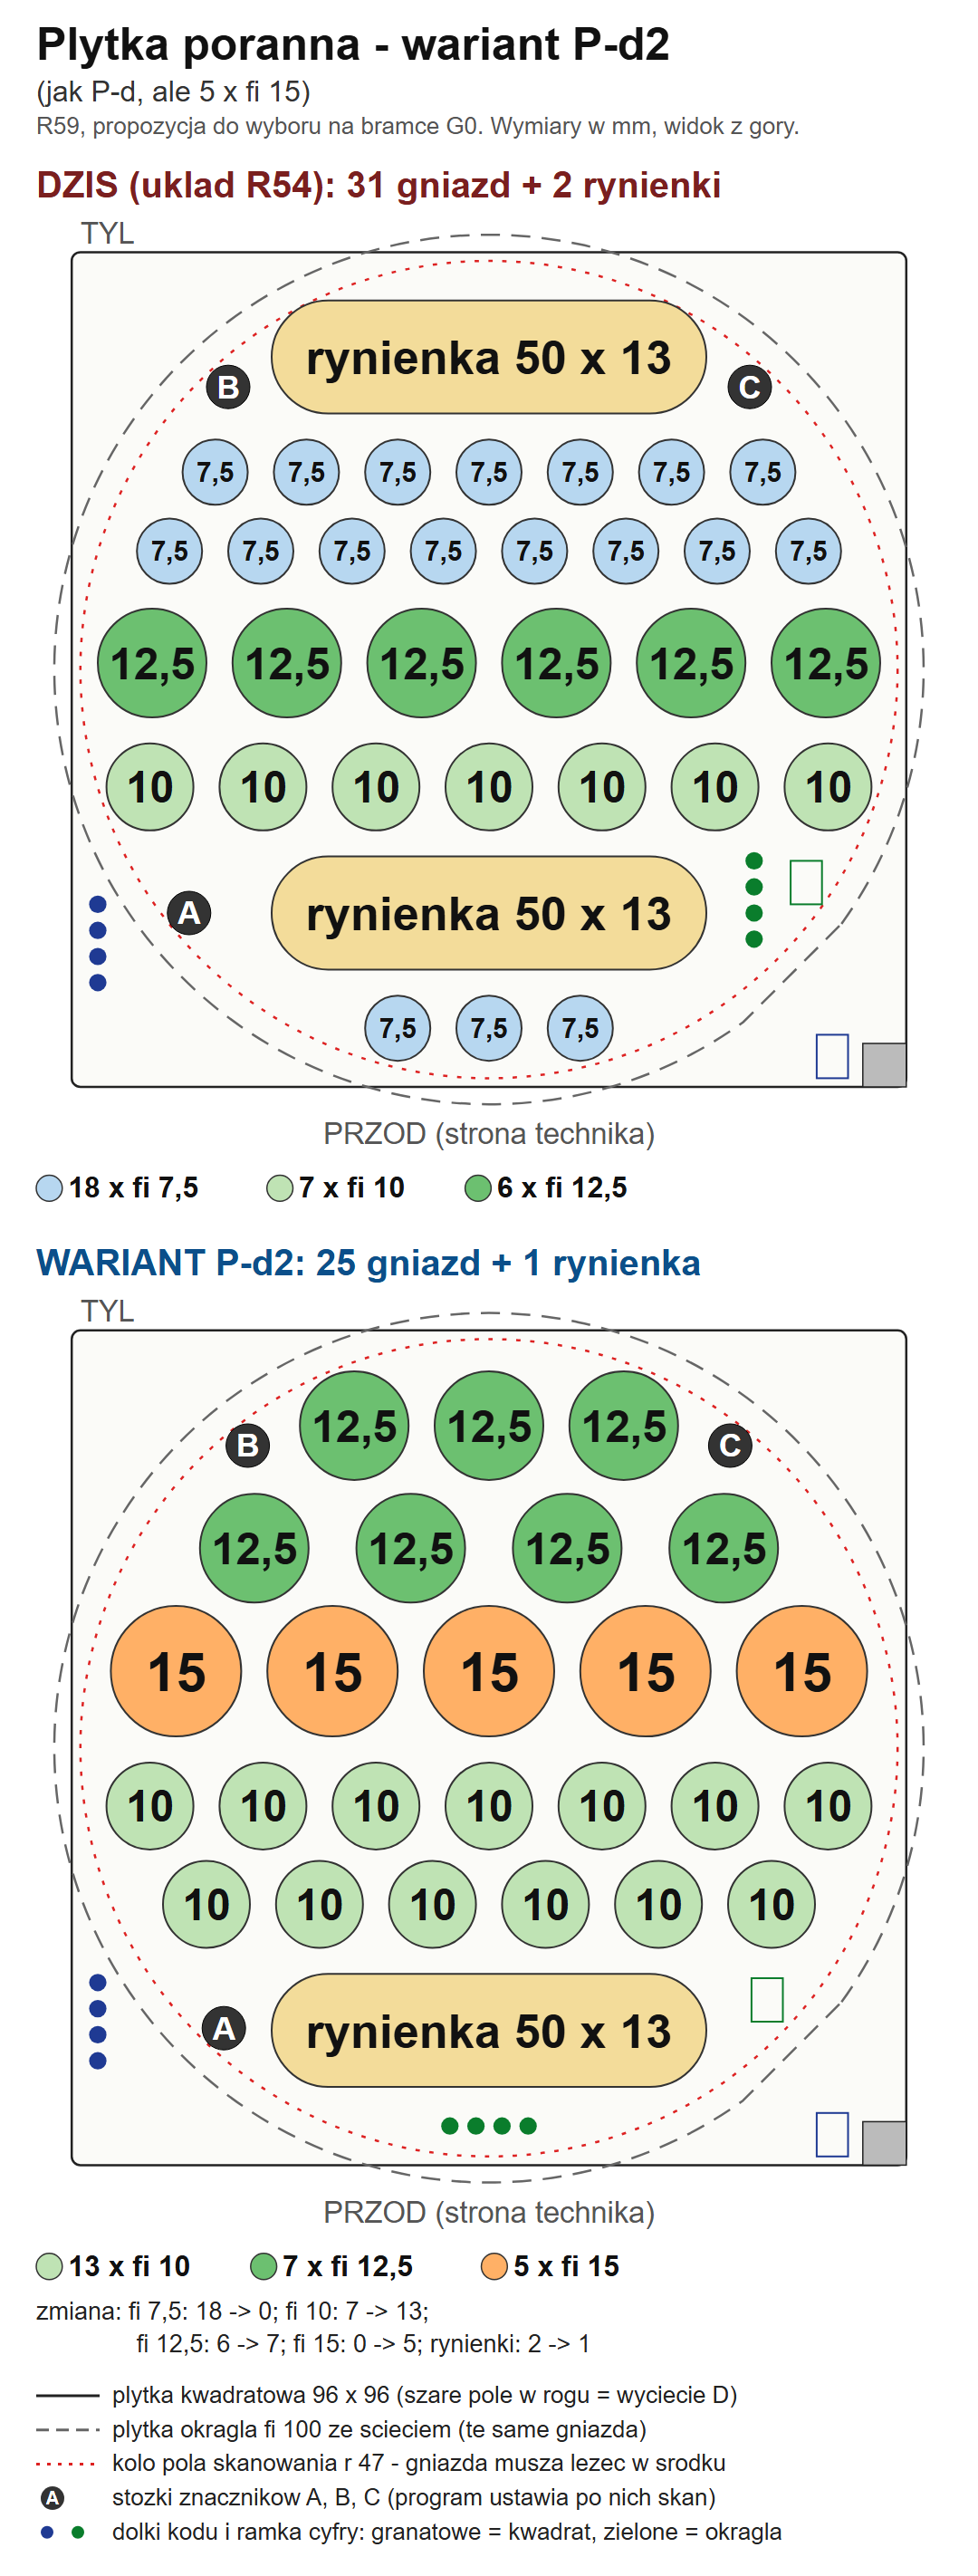 Plytka poranna - wariant P-d2
(jak P-d, ale 5 x fi 15)
R59, propozycja do wyboru na bramce G0. Wymiary w mm, widok z gory.
DZIS (uklad R54): 31 gniazd + 2 rynienki
TYL
rynienka 50 x 13
B C
7,5 7,5 7,5 7,5 7,5 7,5 7,5
7,5 7,5 7,5 7,5 7,5 7,5 7,5 7,5
12,5 12,5 12,5 12,5 12,5 12,5
10 10 10 10 10 10 10
A rynienka 50 x 13
7,5 7,5 7,5
PRZOD (strona technika)
18 x fi 7,5 7 x fi 10 6 x fi 12,5
WARIANT P-d2: 25 gniazd + 1 rynienka
TYL
12,5 12,5 12,5
B C
12,5 12,5 12,5 12,5
15 15 15 15 15
10 10 10 10 10 10 10
10 10 10 10 10 10
A rynienka 50 x 13
PRZOD (strona technika)
13 x fi 10 7 x fi 12,5 5 x fi 15
zmiana: fi 7,5: 18 -> 0; fi 10: 7 -> 13;
fi 12,5: 6 -> 7; fi 15: 0 -> 5; rynienki: 2 -> 1
plytka kwadratowa 96 x 96 (szare pole w rogu = wyciecie D)
plytka okragla fi 100 ze scieciem (te same gniazda)
kolo pola skanowania r 47 - gniazda musza lezec w srodku
A stozki znacznikow A, B, C (program ustawia po nich skan)
dolki kodu i ramka cyfry: granatowe = kwadrat, zielone = okragla